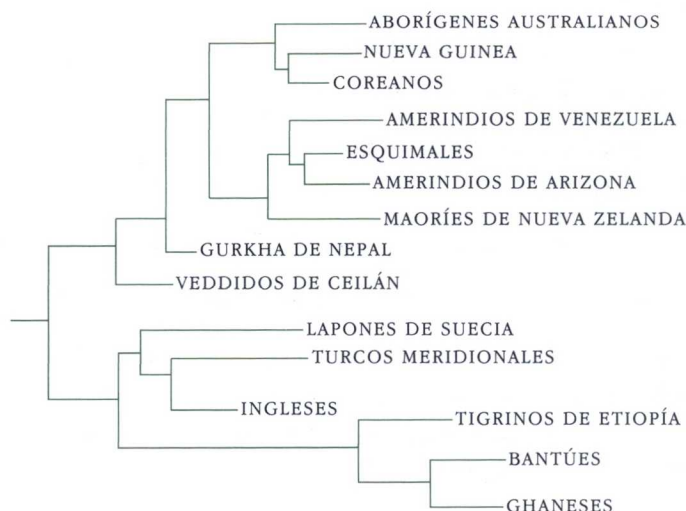 ABORÍGENES AUSTRALIANOS
NUEVA GUINEA
COREANOS
AMERINDIOS DE VENEZUELA
ESQUIMALES
AMERINDIOS DE ARIZONA
MAORÍES DE NUEVA ZELANDA
GURKHA DE NEPAL
VEDDIDOS DE CEILÁN
LAPONES DE SUECIA
TURCOS MERIDIONALES
INGLESES
TIGRINOS DE ETIOPÍA
BANTÚES
GHANESES